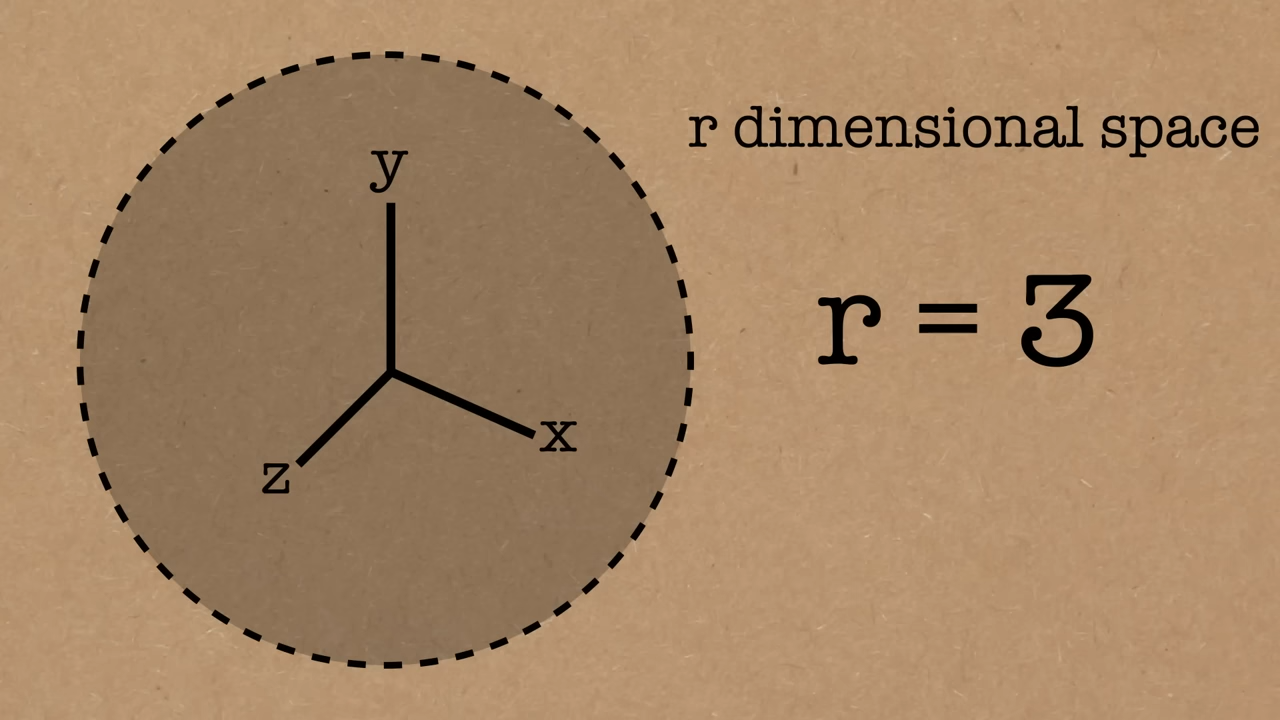 r dimensional space
y
r = 3
x
z